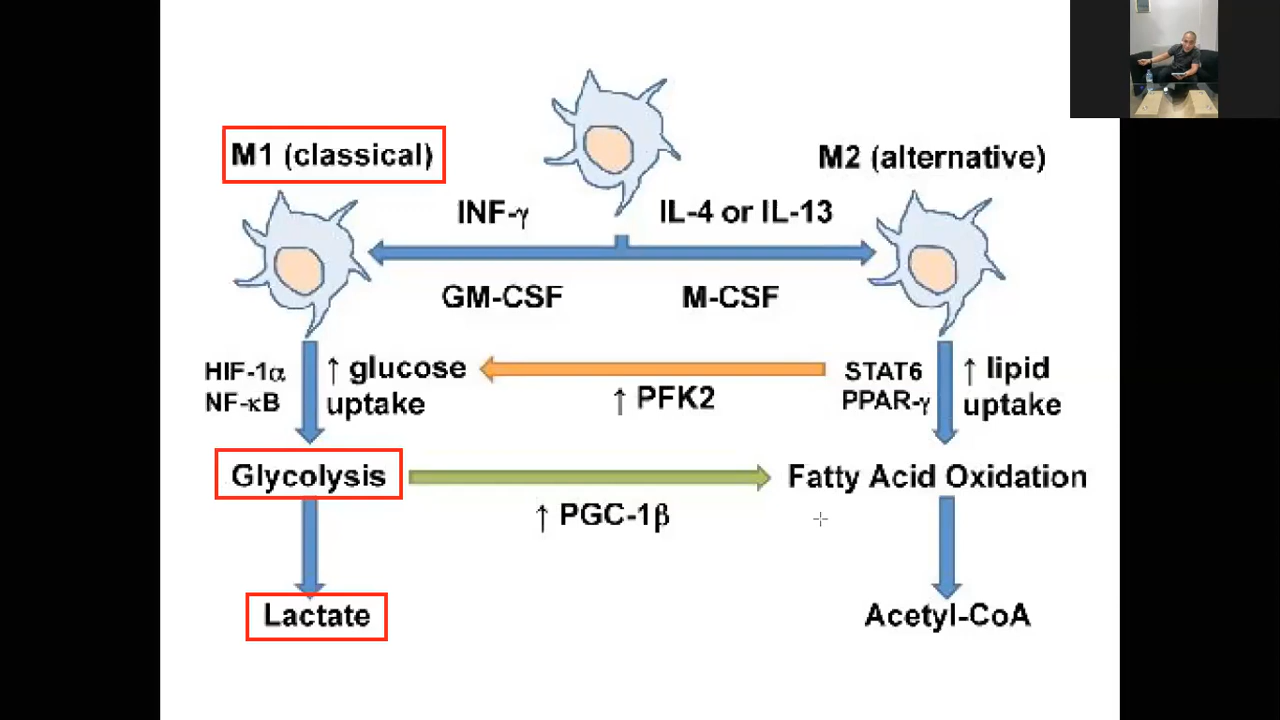 M1 (classical)
M2 (alternative)
INF-γ
IL-4 or IL-13
GM-CSF
M-CSF
HIF-1α
NF-κB
↑ glucose
uptake
↑ PFK2
STAT6
PPAR-γ
↑ lipid
uptake
Glycolysis
Fatty Acid Oxidation
↑ PGC-1β
Lactate
Acetyl-CoA